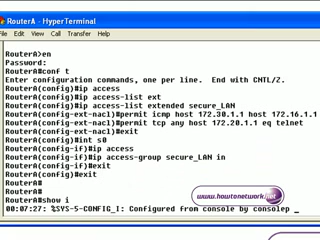 RouterA - HyperTerminal
File Edit View Call Transfer Help
RouterA>en
Password:
RouterA#conf t
Enter configuration commands, one per line. End with CNTL/Z.
RouterA(config)#ip access
RouterA(config)#ip access-list ext
RouterA(config)#ip access-list extended secure_LAN
RouterA(config-ext-nacl)#permit icmp host 172.30.1.1 host 172.16.1.1
RouterA(config-ext-nacl)#permit tcp any host 172.20.1.1 eq telnet
RouterA(config-ext-nacl)#exit
RouterA(config)#int s0
RouterA(config-if)#ip access
RouterA(config-if)#ip access-group secure_LAN in
RouterA(config-if)#exit
RouterA(config)#exit
RouterA#
RouterA#
RouterA#show i
00:07:27: %SYS-5-CONFIG_I: Configured from console by consolep _
www.howtonetwork.net